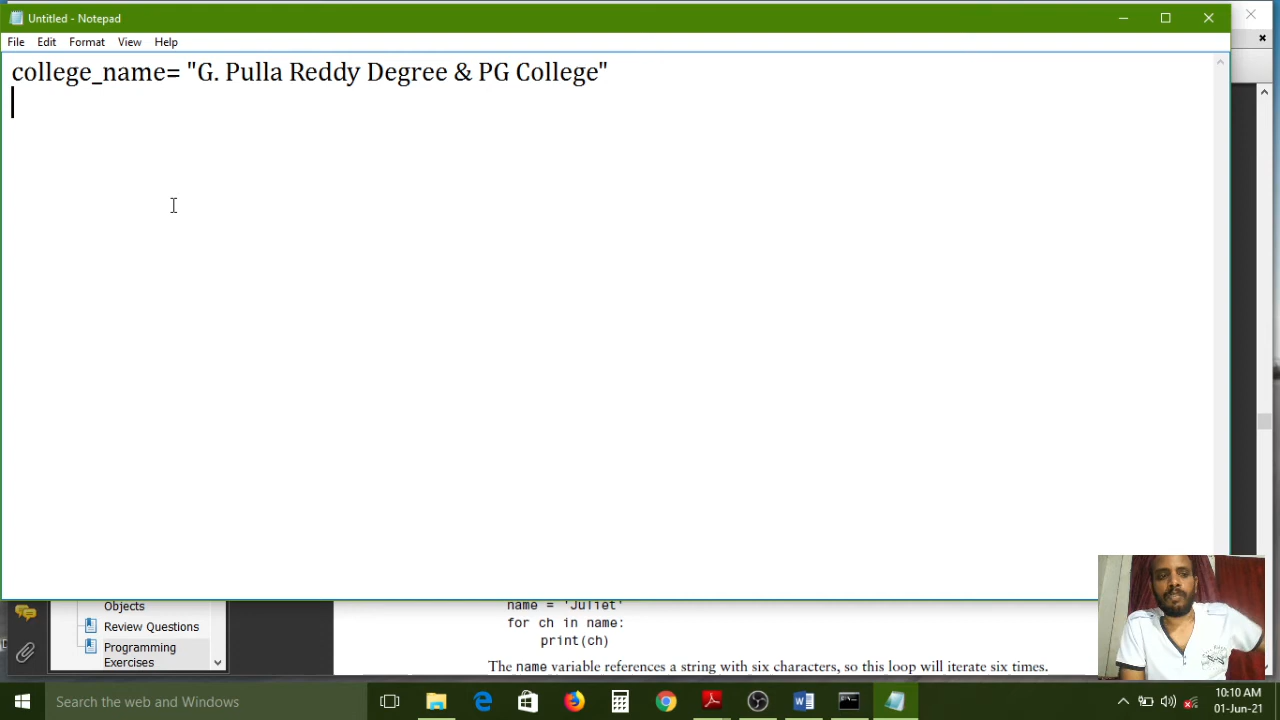 Untitled - Notepad
File Edit Format View Help
college_name= "G. Pulla Reddy Degree & PG College"
Objects
Review Questions
Programming
Exercises
name = 'Juliet'
for ch in name:
print(ch)
The name variable references a string with six characters, so this loop will iterate six times.
Search the web and Windows
10:10 AM
01-Jun-21